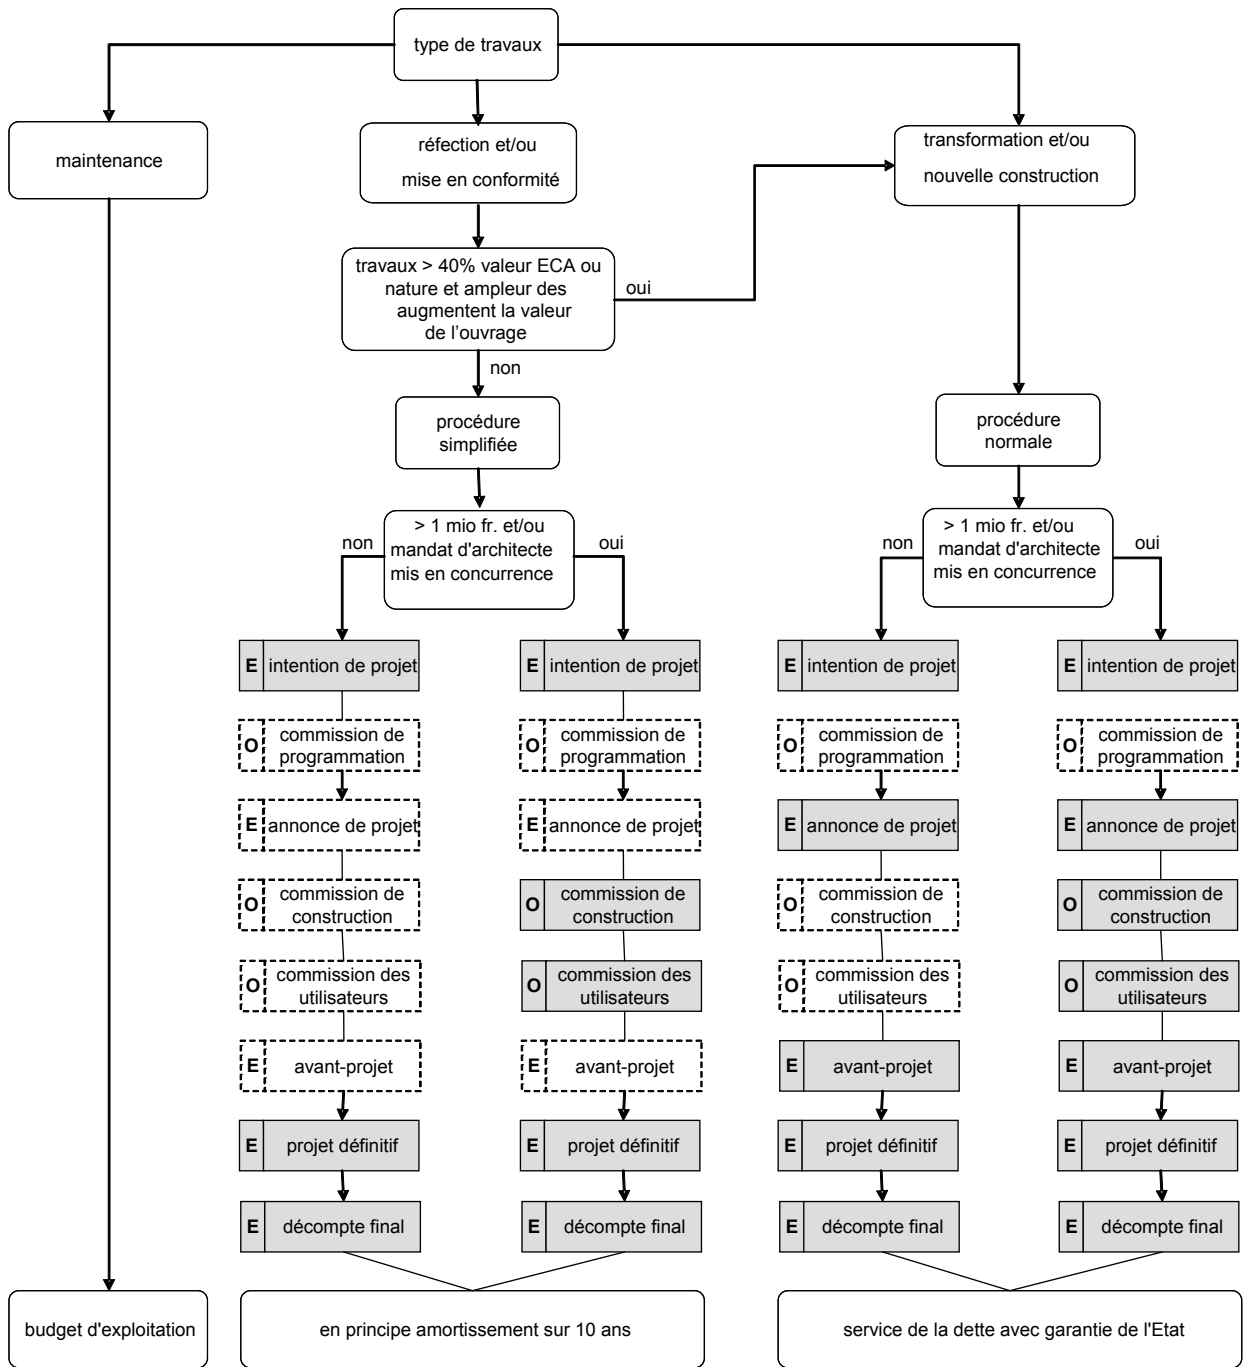 type de travaux
maintenance
réfection et/ou
mise en conformité
transformation et/ou
nouvelle construction
travaux > 40% valeur ECA ou
nature et ampleur des
augmentent la valeur
de l’ouvrage
oui
non
procédure
simplifiée
procédure
normale
> 1 mio fr. et/ou
mandat d'architecte
mis en concurrence
non
oui
> 1 mio fr. et/ou
mandat d'architecte
mis en concurrence
non
oui
E intention de projet
E intention de projet
E intention de projet
E intention de projet
O commission de
programmation
O commission de
programmation
O commission de
programmation
O commission de
programmation
E annonce de projet
E annonce de projet
E annonce de projet
E annonce de projet
O commission de
construction
O commission de
construction
O commission de
construction
O commission de
construction
O commission des
utilisateurs
O commission des
utilisateurs
O commission des
utilisateurs
O commission des
utilisateurs
E avant-projet
E avant-projet
E avant-projet
E avant-projet
E projet définitif
E projet définitif
E projet définitif
E projet définitif
E décompte final
E décompte final
E décompte final
E décompte final
budget d'exploitation
en principe amortissement sur 10 ans
service de la dette avec garantie de l'Etat